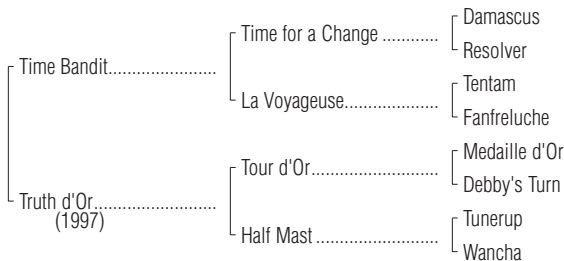 Damascus
Time for a Change ............
Resolver
Time Bandit.......................
Tentam
La Voyageuse....................
Fanfreluche
Medaille d'Or
Tour d'Or...........................
Debby's Turn
Truth d'Or..........................
(1997)
Tunerup
Half Mast ..........................
Wancha